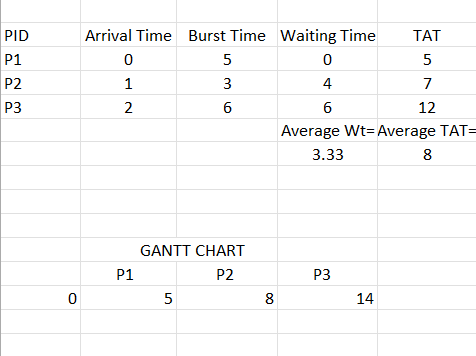 PID Arrival Time Burst Time Waiting Time TAT
P1 0 5 0 5
P2 1 3 4 7
P3 2 6 6 12
Average Wt= Average TAT=
3.33 8
GANTT CHART
P1 P2 P3
0 5 8 14